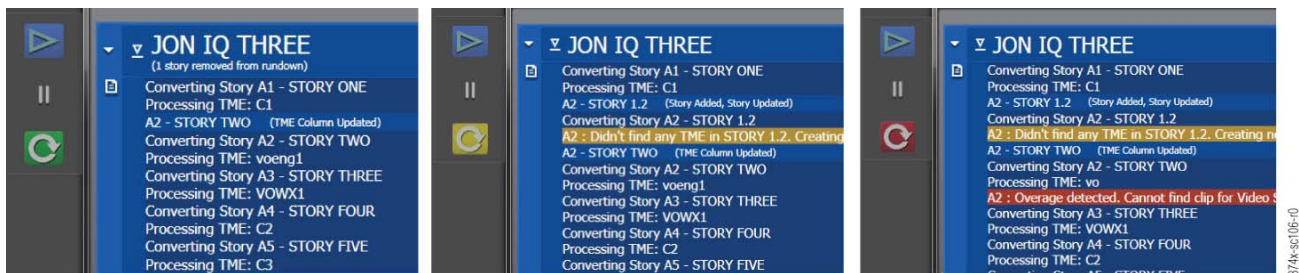 JON IQ THREE
(1 story removed from rundown)
Converting Story A1 - STORY ONE
Processing TME: C1
A2 - STORY TWO (TME Column Updated)
Converting Story A2 - STORY TWO
Processing TME: voeng1
Converting Story A3 - STORY THREE
Processing TME: VOWX1
Converting Story A4 - STORY FOUR
Processing TME: C2
Converting Story A5 - STORY FIVE
Processing TME: C3
JON IQ THREE
Converting Story A1 - STORY ONE
Processing TME: C1
A2 - STORY 1.2 (Story Added, Story Updated)
Converting Story A2 - STORY 1.2
A2 : Didn't find any TME in STORY 1.2. Creating
A2 - STORY TWO (TME Column Updated)
Converting Story A2 - STORY TWO
Processing TME: voeng1
Converting Story A3 - STORY THREE
Processing TME: VOWX1
Converting Story A4 - STORY FOUR
Processing TME: C2
Converting Story A5 - STORY FIVE
JON IQ THREE
Converting Story A1 - STORY ONE
Processing TME: C1
A2 - STORY 1.2 (Story Added, Story Updated)
Converting Story A2 - STORY 1.2
A2 : Didn't find any TME in STORY 1.2. Creating
A2 - STORY TWO (TME Column Updated)
Converting Story A2 - STORY TWO
Processing TME: vo
A2 : Overage detected. Cannot find clip for Video
Converting Story A3 - STORY THREE
Processing TME: VOWX1
Converting Story A4 - STORY FOUR
Processing TME: C2
Converting Story A5 - STORY FIVE